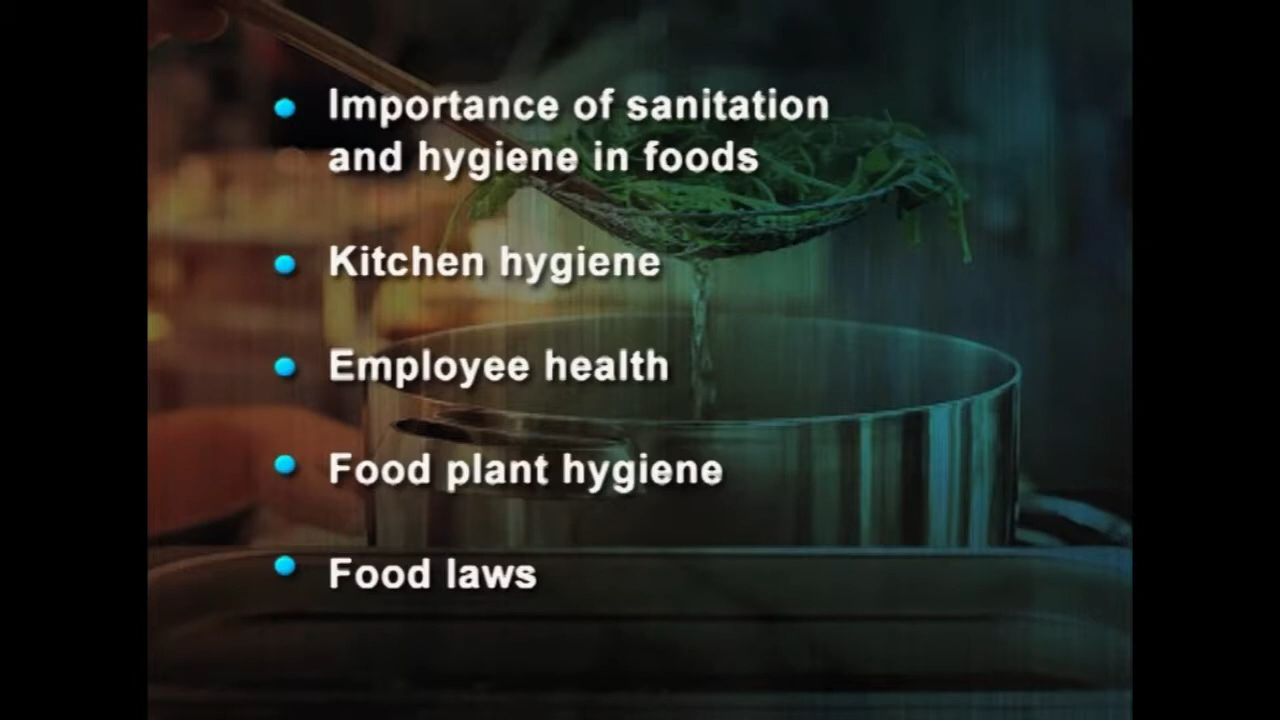 Importance of sanitation
and hygiene in foods
Kitchen hygiene
Employee health
Food plant hygiene
Food laws